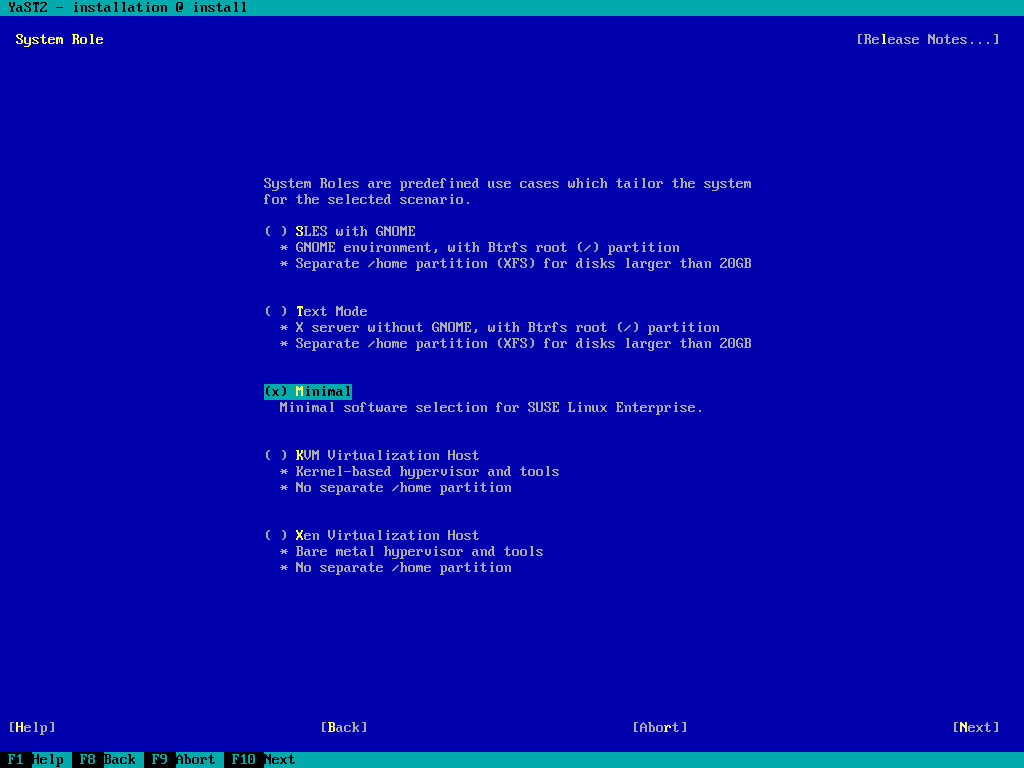 YaST2 - installation @ install
System Role [Release Notes...]
System Roles are predefined use cases which tailor the system
for the selected scenario.
( ) SLES with GNOME
* GNOME environment, with Btrfs root (/) partition
* Separate /home partition (XFS) for disks larger than 20GB
( ) Text Mode
* X server without GNOME, with Btrfs root (/) partition
* Separate /home partition (XFS) for disks larger than 20GB
(x) Minimal
Minimal software selection for SUSE Linux Enterprise.
( ) KVM Virtualization Host
* Kernel-based hypervisor and tools
* No separate /home partition
( ) Xen Virtualization Host
* Bare metal hypervisor and tools
* No separate /home partition
[Help] [Back] [Abort] [Next]
F1 Help F8 Back F9 Abort F10 Next